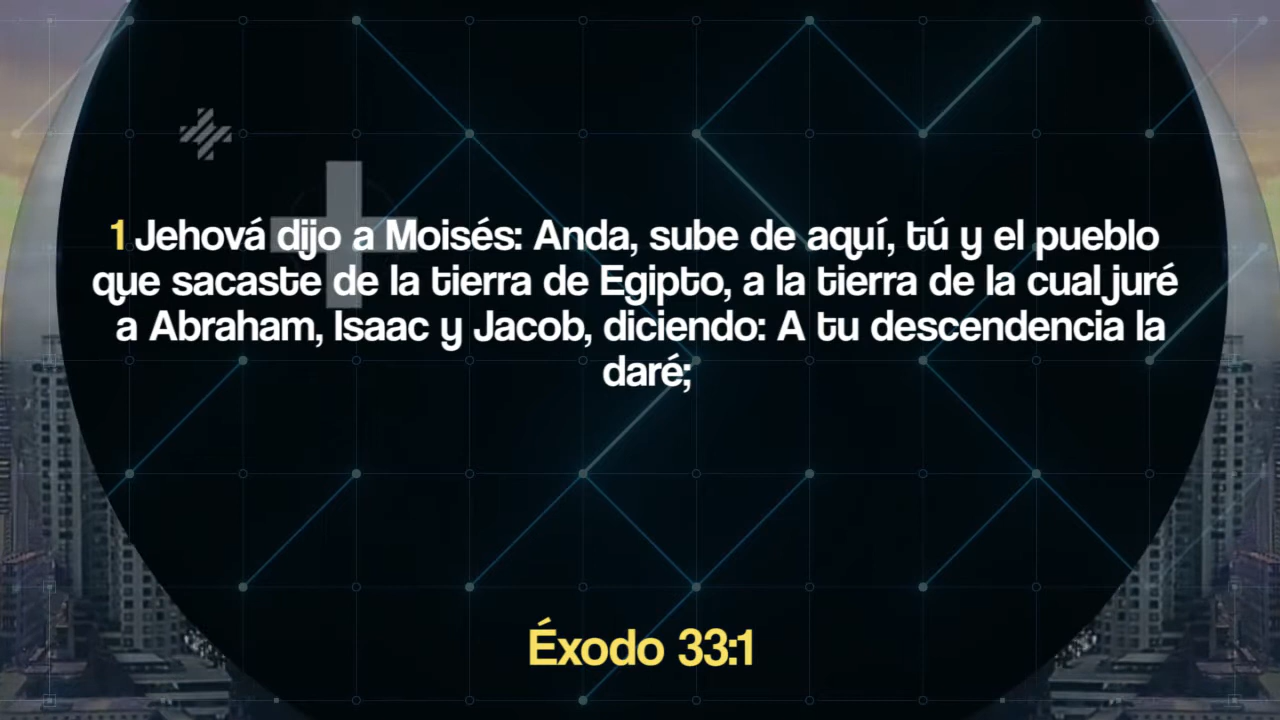 1 Jehová dijo a Moisés: Anda, sube de aquí, tú y el pueblo
que sacaste de la tierra de Egipto, a la tierra de la cual juré
a Abraham, Isaac y Jacob, diciendo: A tu descendencia la
daré;
Éxodo 33:1